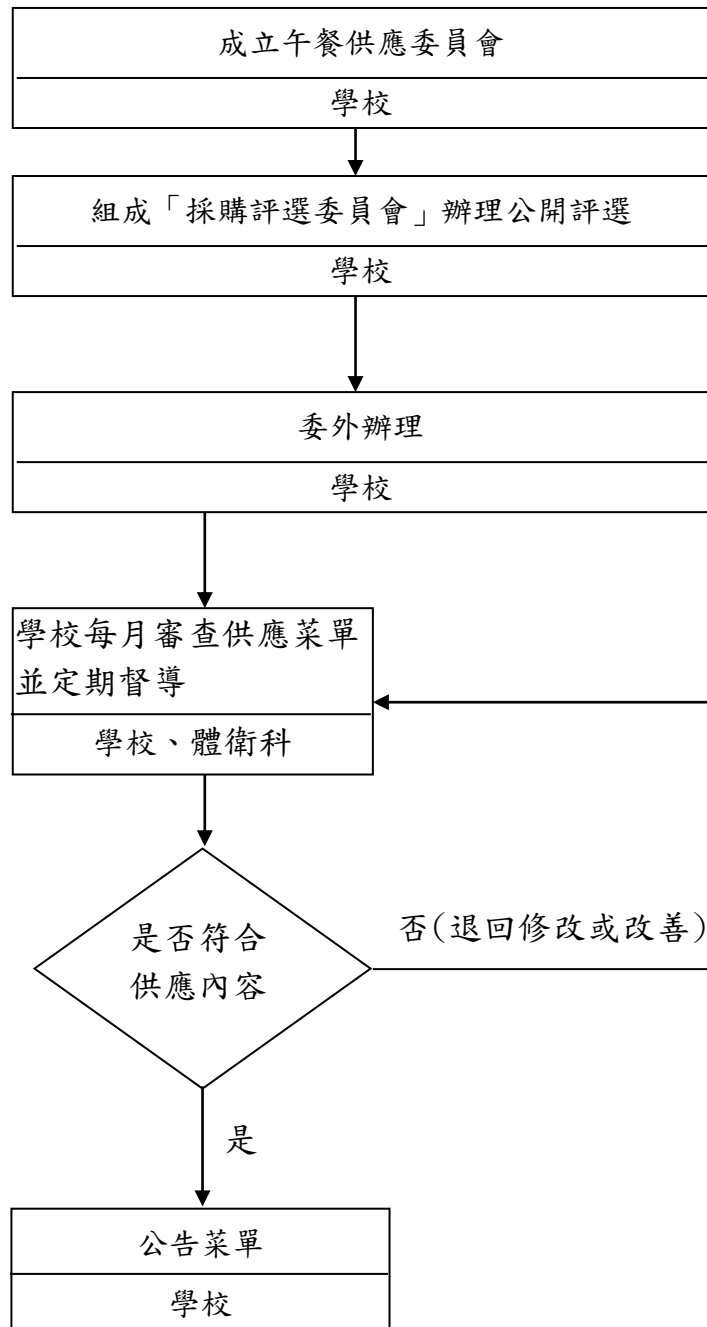 成立午餐供應委員會
學校
組成「採購評選委員會」辦理公開評選
學校
委外辦理
學校
學校每月審查供應菜單
並定期督導
學校、體衛科
是否符合
供應內容
否(退回修改或改善)
是
公告菜單
學校